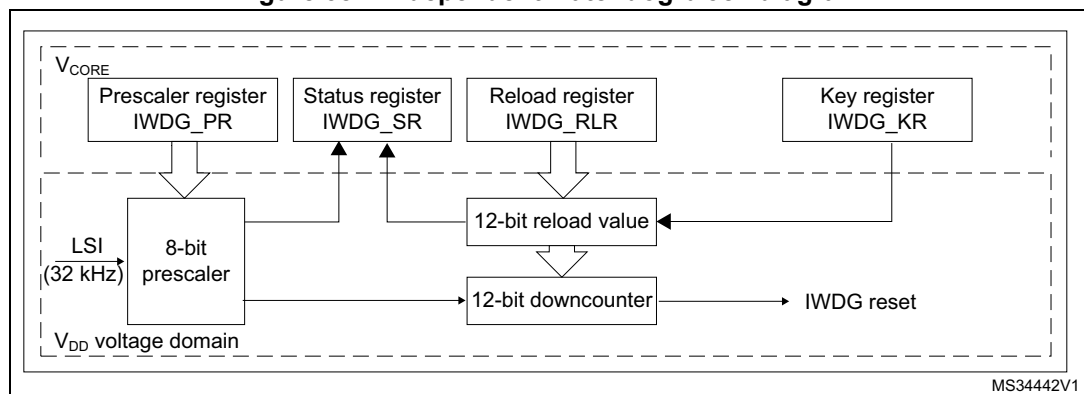 V_CORE
Prescaler register
IWDG_PR
Status register
IWDG_SR
Reload register
IWDG_RLR
Key register
IWDG_KR
LSI
(32 kHz)
8-bit
prescaler
12-bit reload value
12-bit downcounter
IWDG reset
V_DD voltage domain
MS34442V1